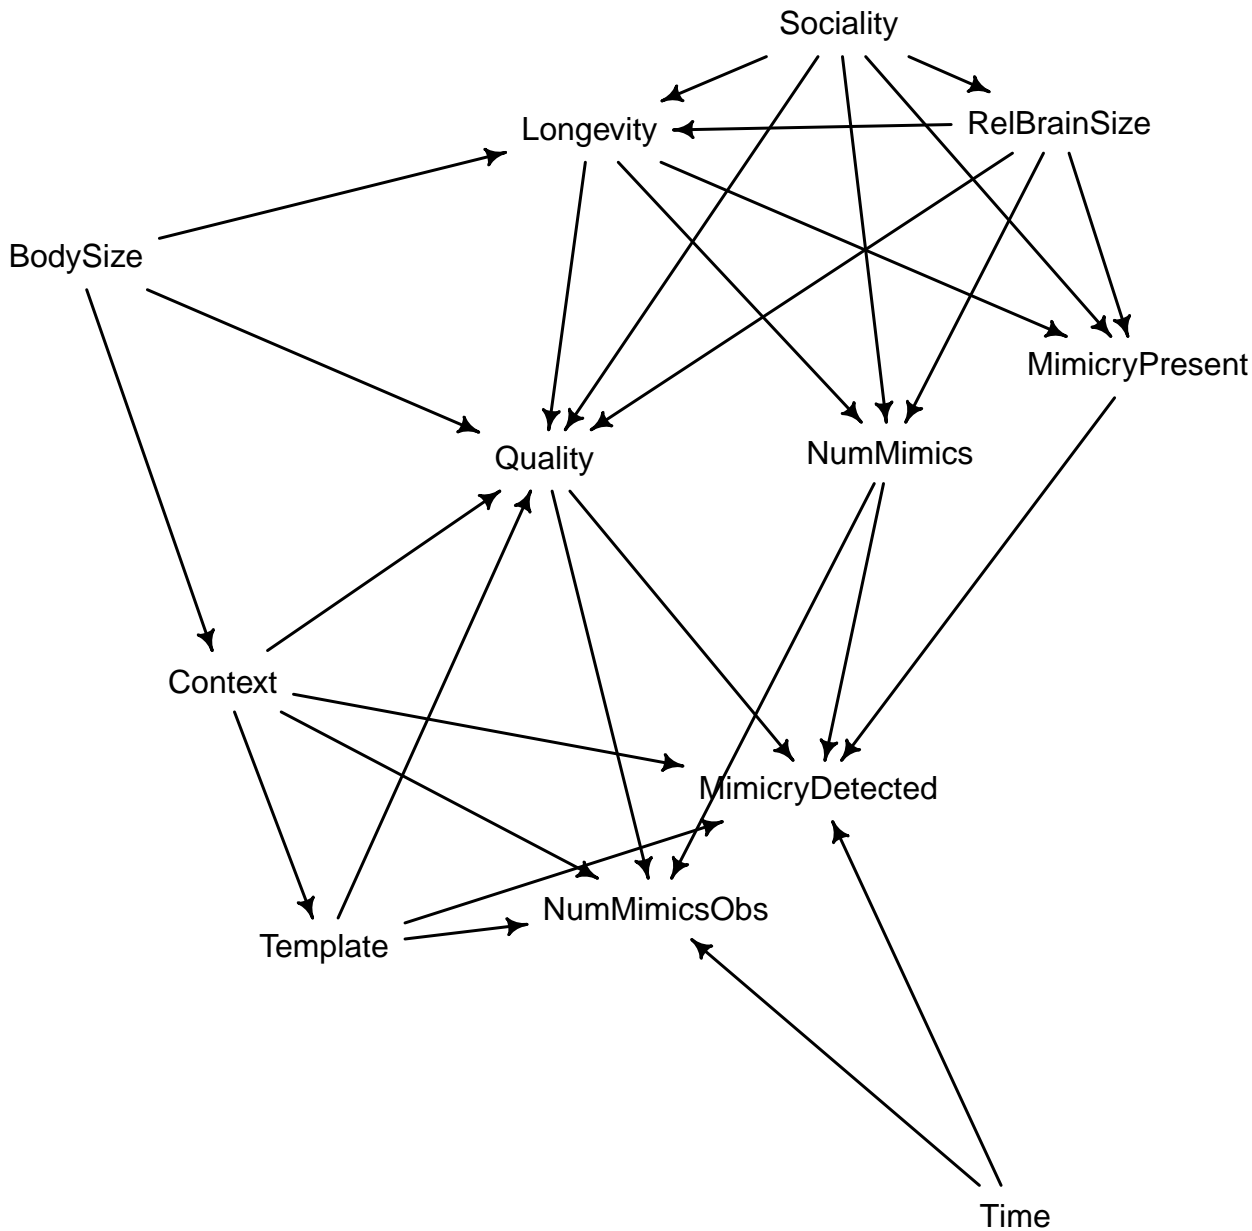 Sociality
RelBrainSize
Longevity
BodySize
MimicryPresent
NumMimics
Quality
Context
MimicryDetected
NumMimicsObs
Template
Time